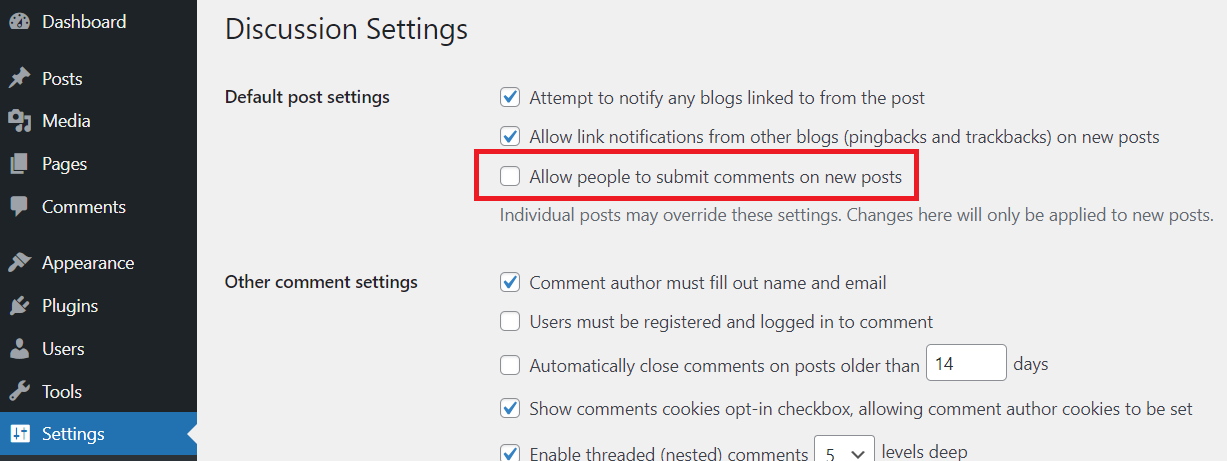 Dashboard
Posts
Media
Pages
Comments
Appearance
Plugins
Users
Tools
Settings
Discussion Settings
Default post settings
Attempt to notify any blogs linked to from the post
Allow link notifications from other blogs (pingbacks and trackbacks) on new posts
Allow people to submit comments on new posts
Individual posts may override these settings. Changes here will only be applied to new posts.
Other comment settings
Comment author must fill out name and email
Users must be registered and logged in to comment
Automatically close comments on posts older than 14 days
Show comments cookies opt-in checkbox, allowing comment author cookies to be set
Enable threaded (nested) comments 5 levels deep